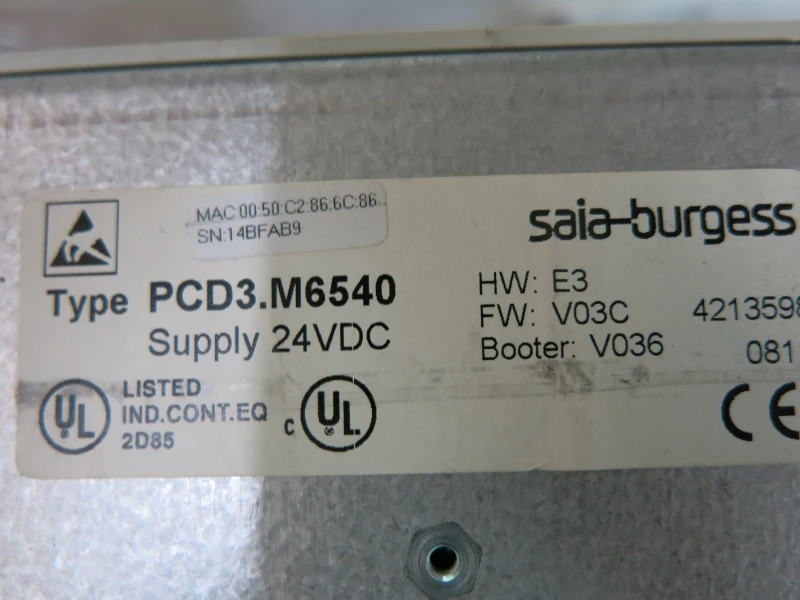 MAC:00:50:C2:86:6C:86
SN:14BFAB9
saia-burgess
Type PCD3.M6540
Supply 24VDC
HW: E3
FW: V03C
Booter: V036
4213598
081
UL
LISTED
IND.CONT.EQ
2D85
C UL
CE